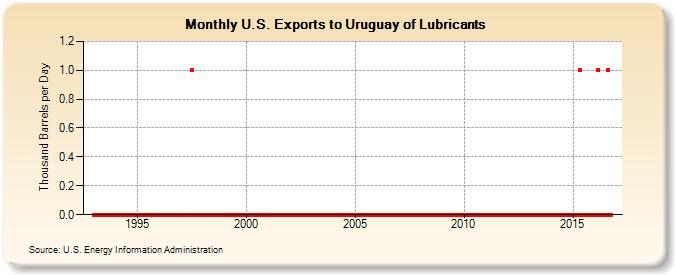 Monthly U.S. Exports to Uruguay of Lubricants
Thousand Barrels per Day
1.2
1.0
0.8
0.6
0.4
0.2
0.0
1995 2000 2005 2010 2015
Source: U.S. Energy Information Administration